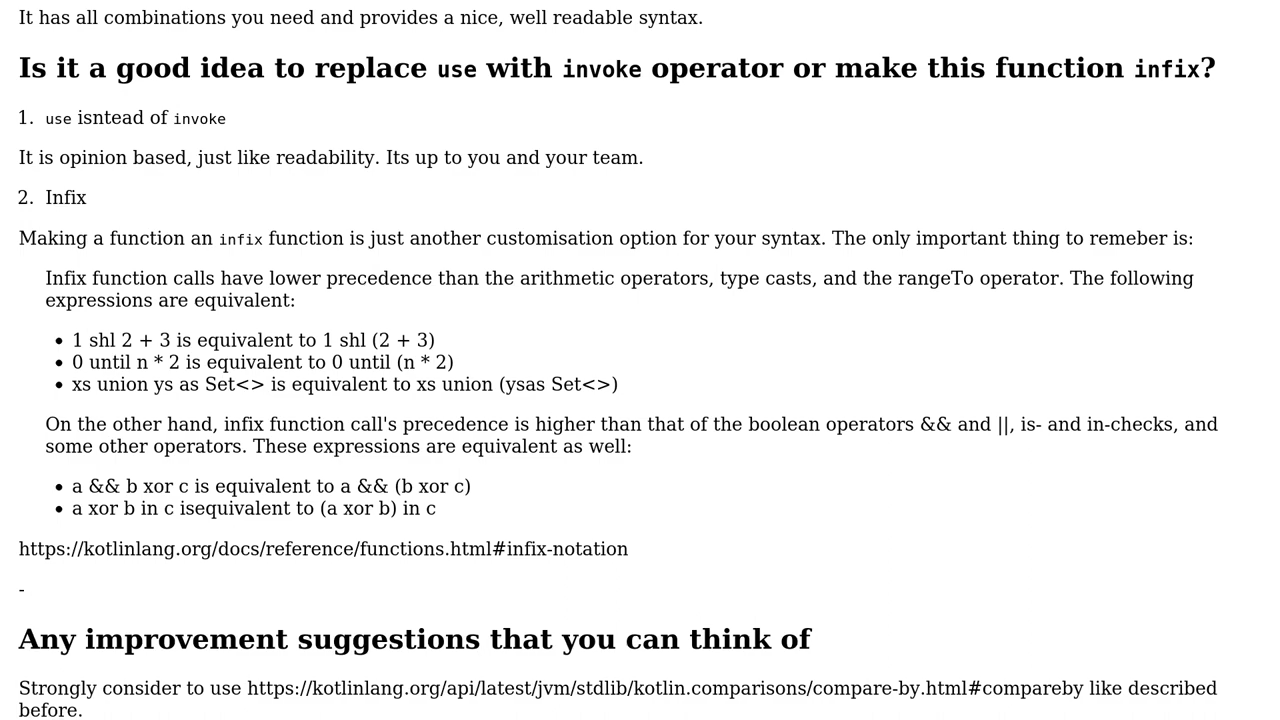 It has all combinations you need and provides a nice, well readable syntax.
Is it a good idea to replace use with invoke operator or make this function infix?
1. use isntead of invoke
It is opinion based, just like readability. Its up to you and your team.
2. Infix
Making a function an infix function is just another customisation option for your syntax. The only important thing to remeber is:
Infix function calls have lower precedence than the arithmetic operators, type casts, and the rangeTo operator. The following
expressions are equivalent:
• 1 shl 2 + 3 is equivalent to 1 shl (2 + 3)
• 0 until n * 2 is equivalent to 0 until (n * 2)
• xs union ys as Set<> is equivalent to xs union (ysas Set<>)
On the other hand, infix function call's precedence is higher than that of the boolean operators && and ||, is- and in-checks, and
some other operators. These expressions are equivalent as well:
• a && b xor c is equivalent to a && (b xor c)
• a xor b in c isequivalent to (a xor b) in c
https://kotlinlang.org/docs/reference/functions.html#infix-notation
-
Any improvement suggestions that you can think of
Strongly consider to use https://kotlinlang.org/api/latest/jvm/stdlib/kotlin.comparisons/compare-by.html#compareby like described
before.